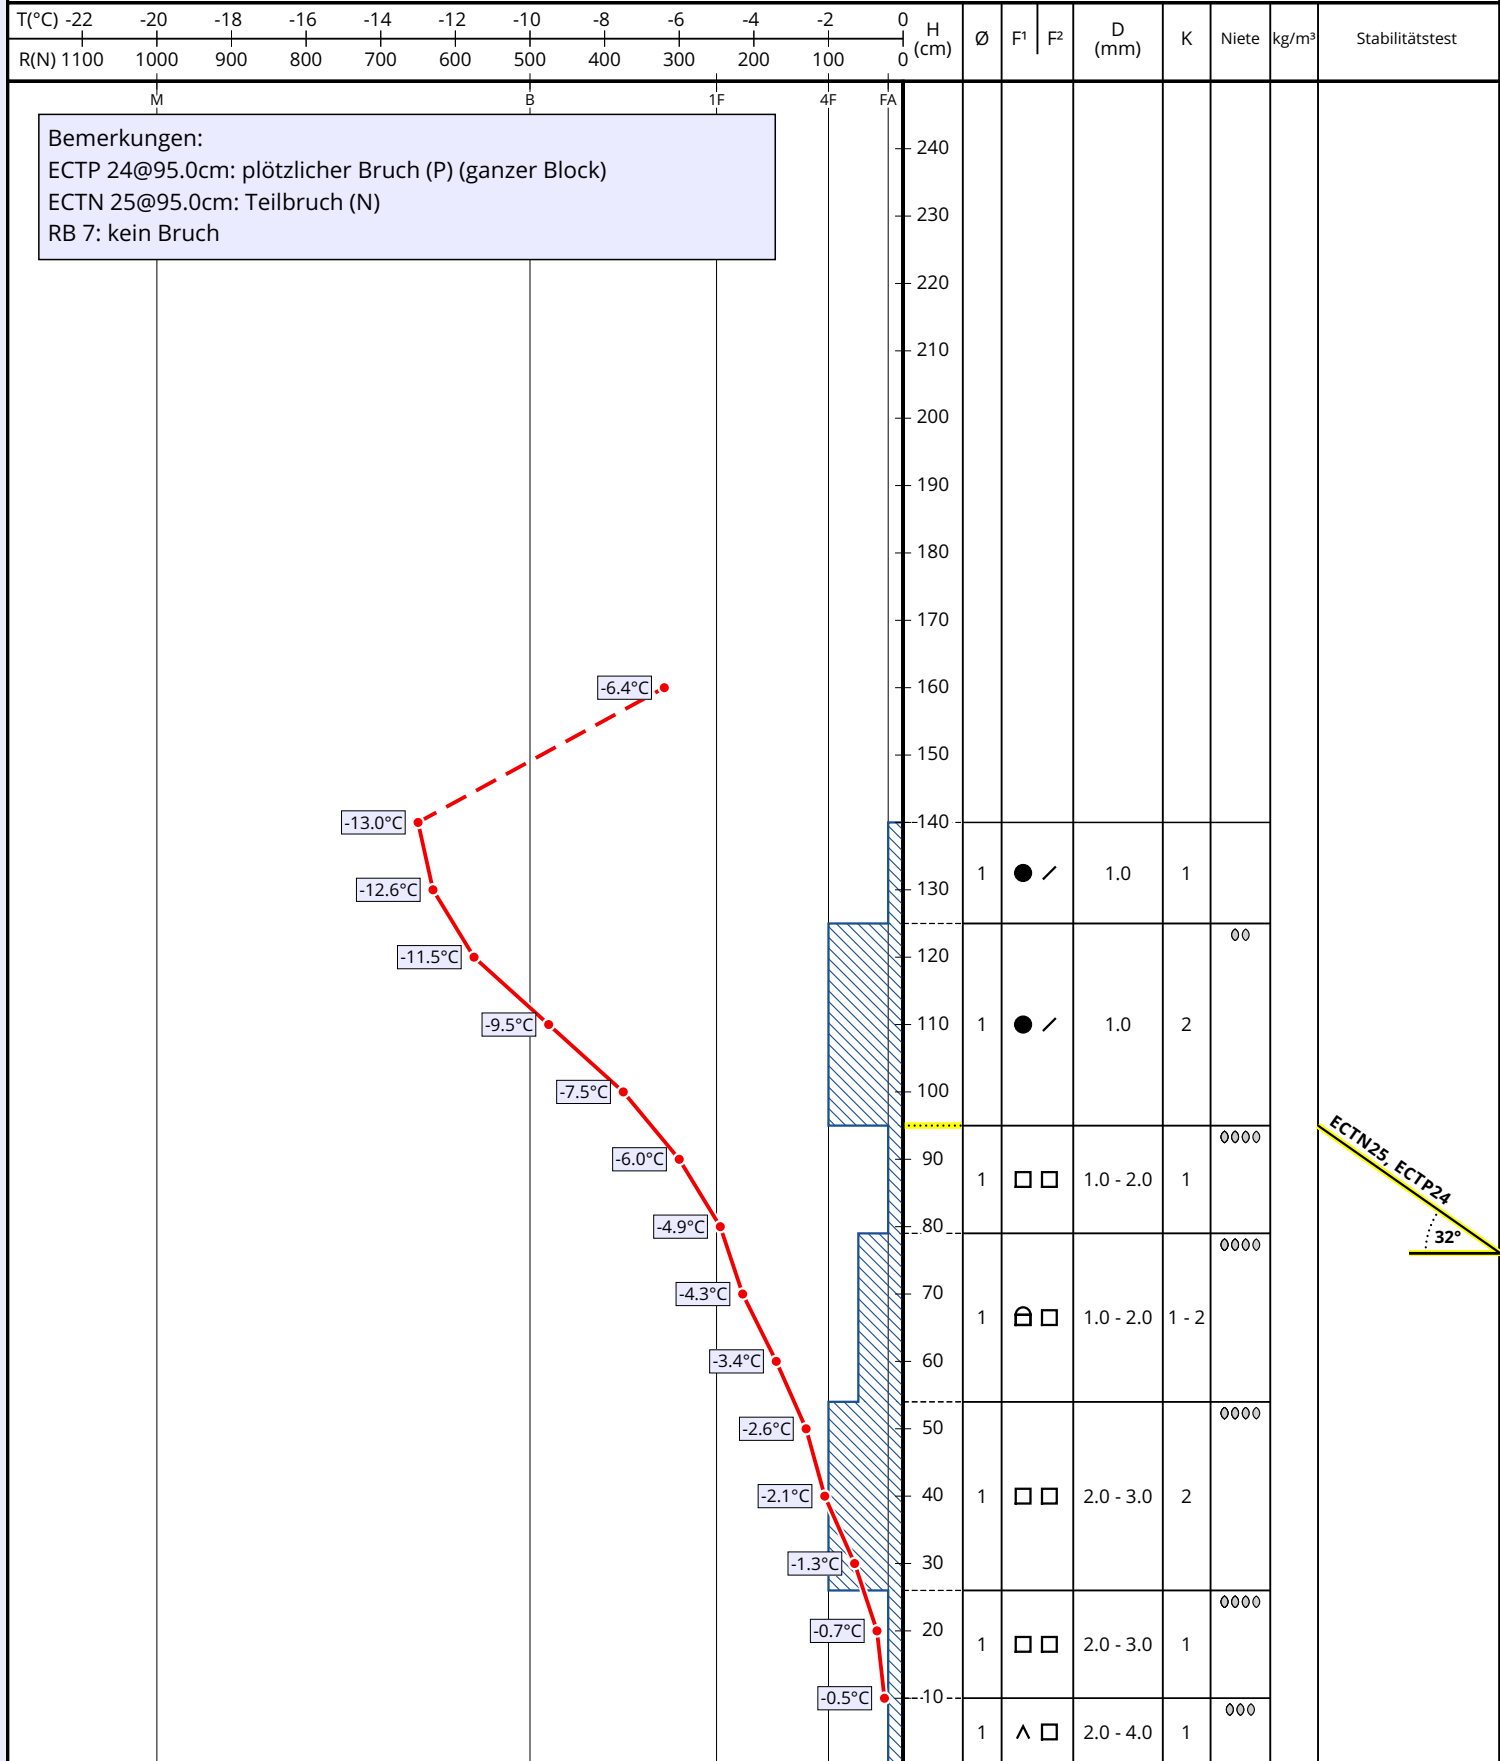 T(°C) -22 -20 -18 -16 -14 -12 -10 -8 -6 -4 -2 0
R(N) 1100 1000 900 800 700 600 500 400 300 200 100 0
H (cm) Ø F¹ F² D (mm) K Niete kg/m³ Stabilitätstest
M B 1F 4F FA
Bemerkungen:
ECTP 24@95.0cm: plötzlicher Bruch (P) (ganzer Block)
ECTN 25@95.0cm: Teilbruch (N)
RB 7: kein Bruch
240
230
220
210
200
190
180
170
-6.4°C 160
150
-13.0°C 140
1 1.0 1
-12.6°C 130
-11.5°C 120
-9.5°C 110 1 1.0 2
-7.5°C 100
ECTN25, ECTP24
-6.0°C 90
1 1.0 - 2.0 1
-4.9°C 80
32°
-4.3°C 70
1 1.0 - 2.0 1 - 2
-3.4°C 60
-2.6°C 50
-2.1°C 40 1 2.0 - 3.0 2
-1.3°C 30
-0.7°C 20
1 2.0 - 3.0 1
-0.5°C 10
1 2.0 - 4.0 1